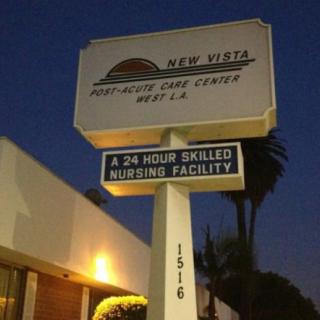 NEW VISTA
POST-ACUTE CARE CENTER
WEST L.A.
A 24 HOUR SKILLED
NURSING FACILITY
1516